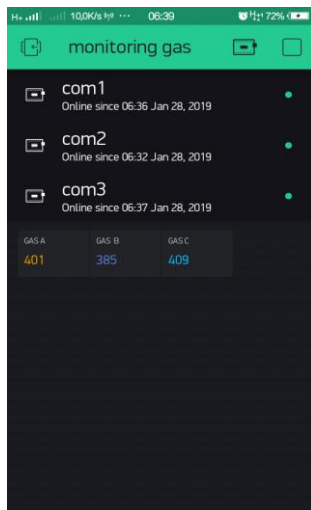 10,0K/s ··· 06:39 72%
monitoring gas
com1
Online since 06:36 Jan 28, 2019
com2
Online since 06:32 Jan 28, 2019
com3
Online since 06:37 Jan 28, 2019
GAS A GAS B GAS C
401 385 409